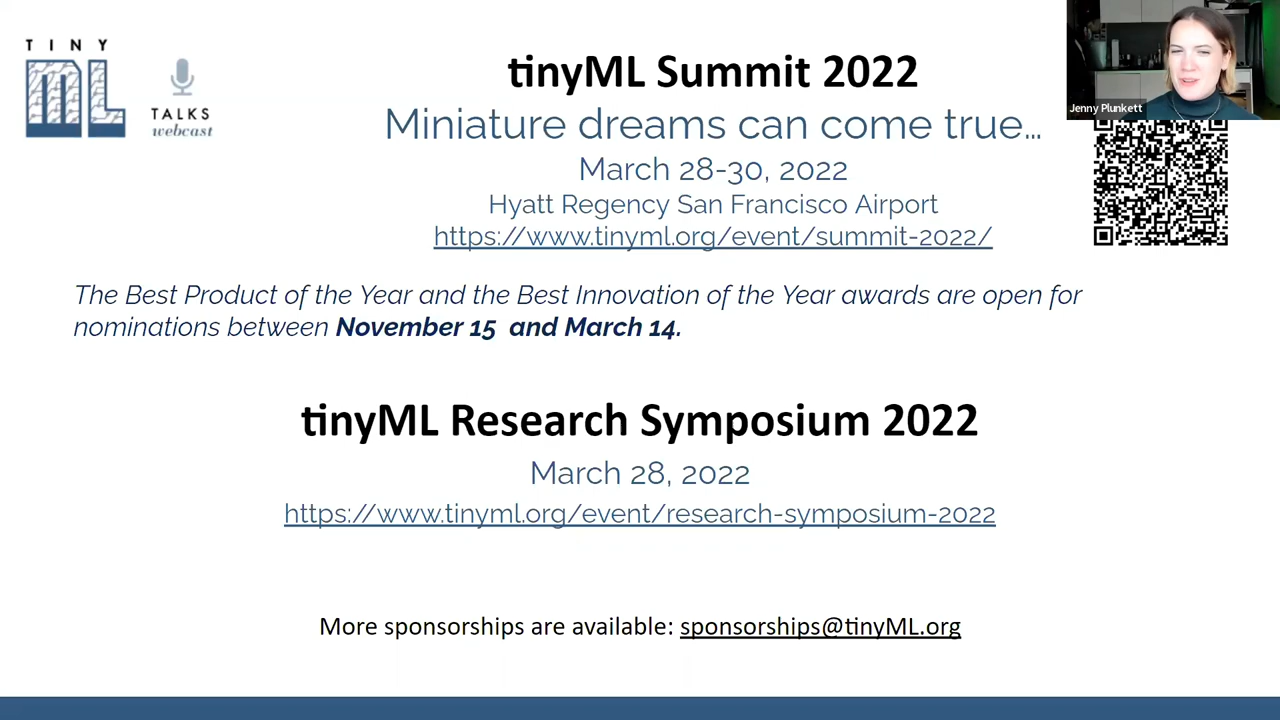 TINY
ML
TALKS
webcast
tinyML Summit 2022
Miniature dreams can come true...
March 28-30, 2022
Hyatt Regency San Francisco Airport
https://www.tinyml.org/event/summit-2022/
Jenny Plunkett
The Best Product of the Year and the Best Innovation of the Year awards are open for
nominations between November 15 and March 14.
tinyML Research Symposium 2022
March 28, 2022
https://www.tinyml.org/event/research-symposium-2022
More sponsorships are available: sponsorships@tinyML.org